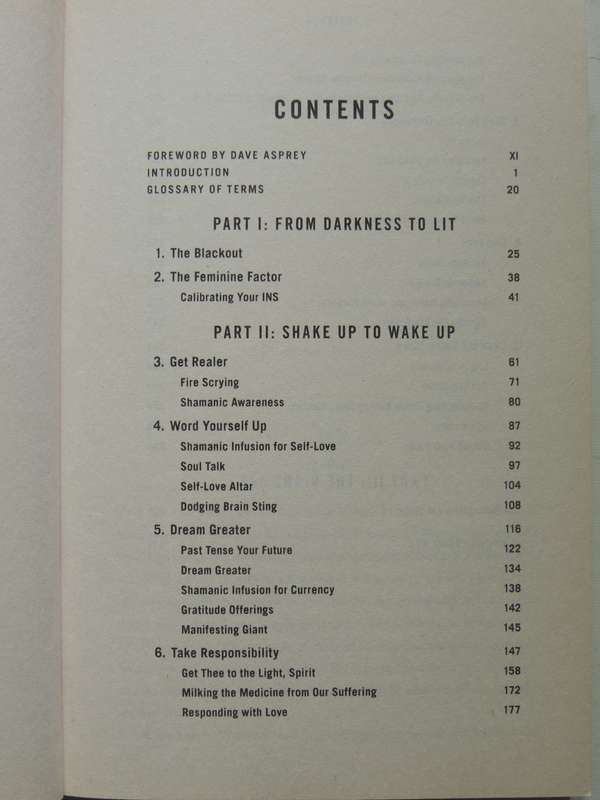 CONTENTS
FOREWORD BY DAVE ASPREY XI
INTRODUCTION 1
GLOSSARY OF TERMS 20
PART I: FROM DARKNESS TO LIT
1. The Blackout 25
2. The Feminine Factor 38
Calibrating Your INS 41
PART II: SHAKE UP TO WAKE UP
3. Get Realer 61
Fire Scrying 71
Shamanic Awareness 80
4. Word Yourself Up 87
Shamanic Infusion for Self-Love 92
Soul Talk 97
Self-Love Altar 104
Dodging Brain Sting 108
5. Dream Greater 116
Past Tense Your Future 122
Dream Greater 134
Shamanic Infusion for Currency 138
Gratitude Offerings 142
Manifesting Giant 145
6. Take Responsibility 147
Get Thee to the Light, Spirit 158
Milking the Medicine from Our Suffering 172
Responding with Love 177